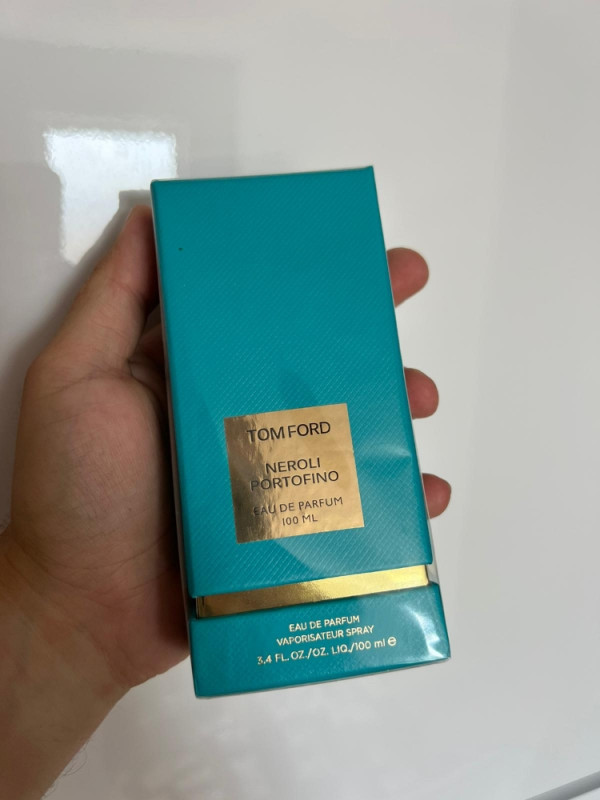 TOM FORD
NEROLI
PORTOFINO
EAU DE PARFUM
100 ML
EAU DE PARFUM
VAPORISATEUR SPRAY
3.4 FL. OZ./OZ. LIQ./100 ml ℮